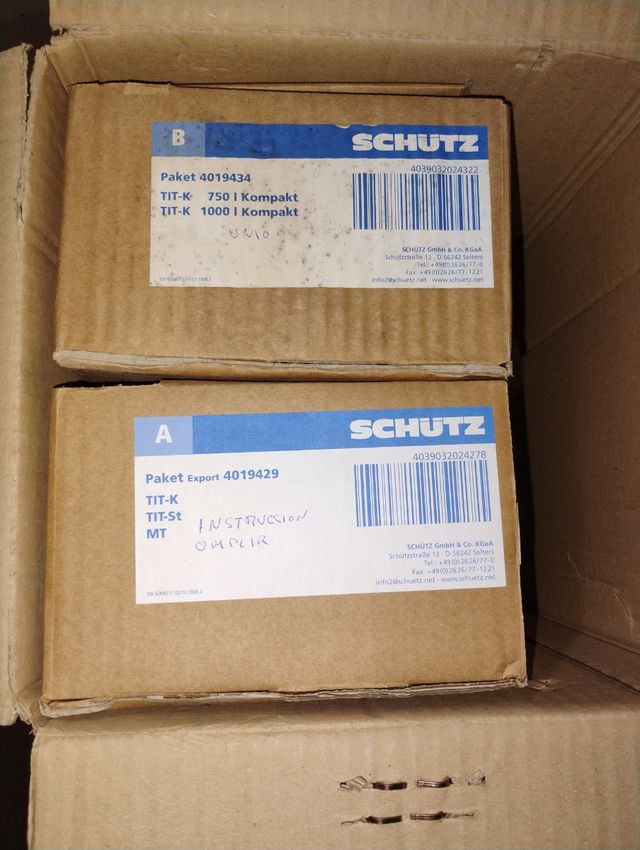 B SCHÜTZ
Paket 4019434
4039032024322
TIT-K 750 l Kompakt
TIT-K 1000 l Kompakt
UNIO
SCHÜTZ GmbH & Co. KGaA
Schützstraße 12 · D-56242 Selters
Tel.: +49(0)2626/77-0
Fax: +49(0)2626/77-1221
info2@schuetz.net · www.schuetz.net
A SCHÜTZ
Paket Export 4019429
4039032024278
TIT-K
TIT-St
MT
INSTRUCCION
OMPLIR
SCHÜTZ GmbH & Co. KGaA
Schützstraße 12 · D-56242 Selters
Tel.: +49(0)2626/77-0
Fax: +49(0)2626/77-1221
info2@schuetz.net · www.schuetz.net